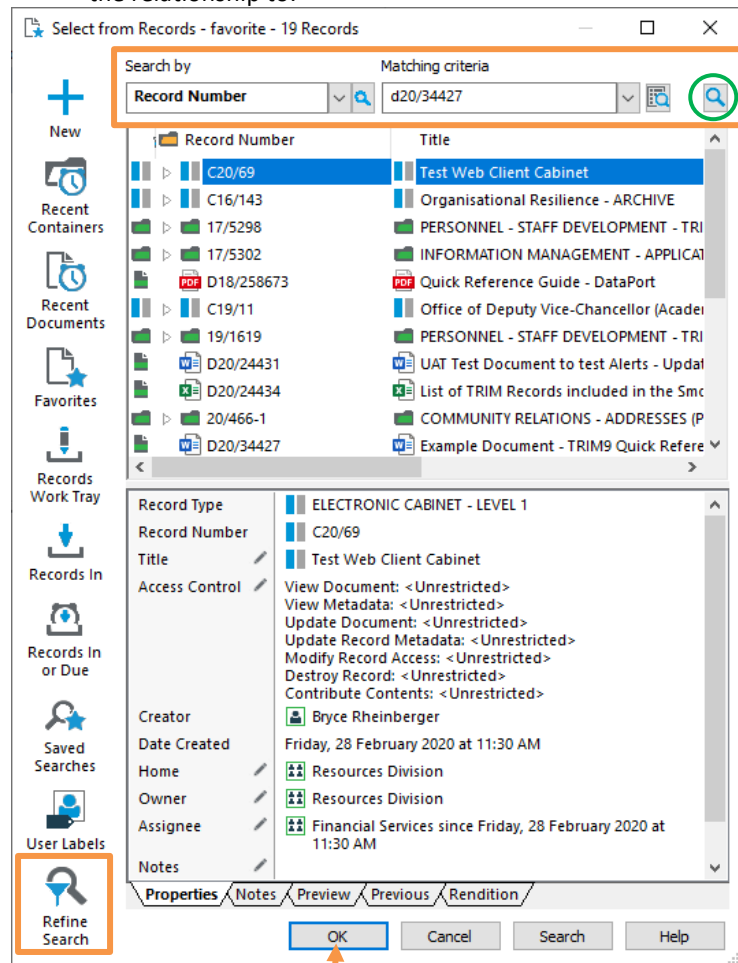 the relationship to.
Select from Records - favorite - 19 Records
Search by
Matching criteria
Record Number
d20/34427
New
Recent
Containers
Recent
Documents
Favorites
Records
Work Tray
Records In
Records In
or Due
Saved
Searches
User Labels
Refine
Search
Record Number Title
C20/69 Test Web Client Cabinet
C16/143 Organisational Resilience - ARCHIVE
17/5298 PERSONNEL - STAFF DEVELOPMENT - TRI
17/5302 INFORMATION MANAGEMENT - APPLICAT
PDF D18/258673 PDF Quick Reference Guide - DataPort
C19/11 Office of Deputy Vice-Chancellor (Acader
19/1619 PERSONNEL - STAFF DEVELOPMENT - TRI
D20/24431 UAT Test Document to test Alerts - Updat
D20/24434 List of TRIM Records included in the Smc
20/466-1 COMMUNITY RELATIONS - ADDRESSES (P
D20/34427 Example Document - TRIM9 Quick Refere
Record Type ELECTRONIC CABINET - LEVEL 1
Record Number C20/69
Title Test Web Client Cabinet
Access Control View Document: <Unrestricted>
View Metadata: <Unrestricted>
Update Document: <Unrestricted>
Update Record Metadata: <Unrestricted>
Modify Record Access: <Unrestricted>
Destroy Record: <Unrestricted>
Contribute Contents: <Unrestricted>
Creator Bryce Rheinberger
Date Created Friday, 28 February 2020 at 11:30 AM
Home Resources Division
Owner Resources Division
Assignee Financial Services since Friday, 28 February 2020 at
11:30 AM
Notes
Properties Notes Preview Previous Rendition
OK Cancel Search Help